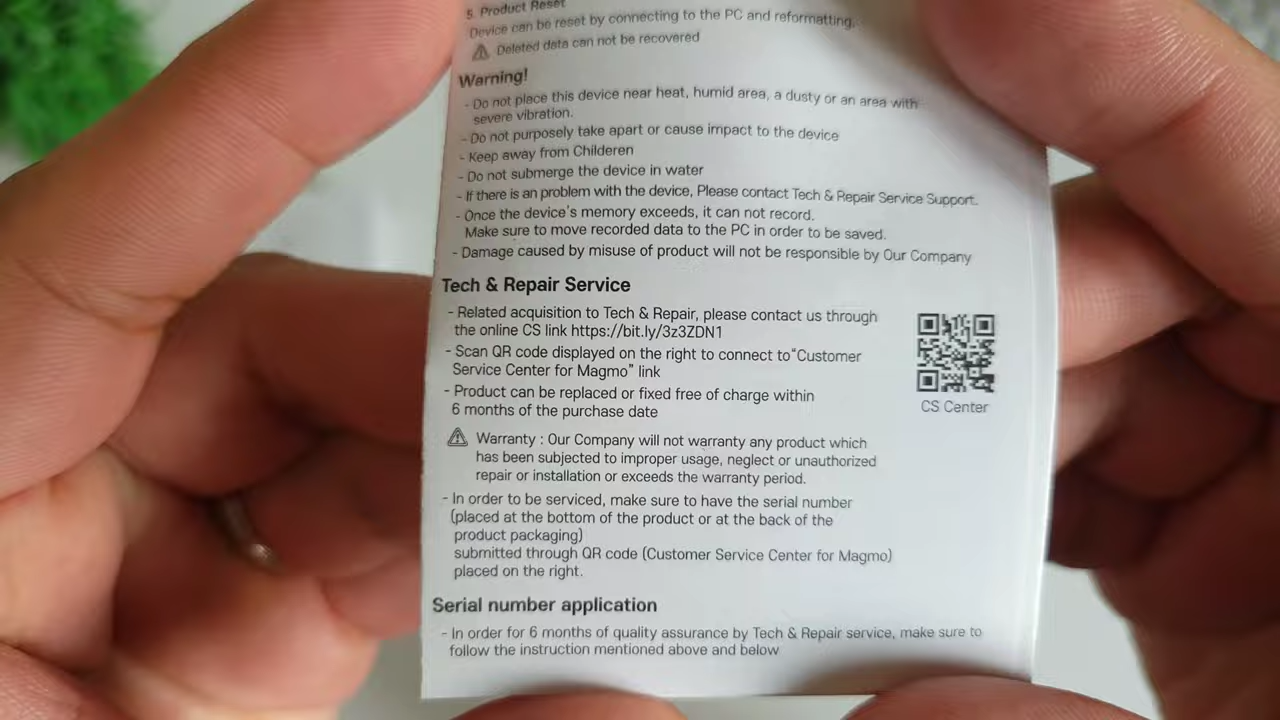 5. Product Reset
Device can be reset by connecting to the PC and reformatting.
Deleted data can not be recovered
Warning!
- Do not place this device near heat, humid area, a dusty or an area with
severe vibration.
- Do not purposely take apart or cause impact to the device
- Keep away from Childeren
- Do not submerge the device in water
- If there is an problem with the device, Please contact Tech & Repair Service Support.
- Once the device's memory exceeds, it can not record.
Make sure to move recorded data to the PC in order to be saved.
- Damage caused by misuse of product will not be responsible by Our Company
Tech & Repair Service
- Related acquisition to Tech & Repair, please contact us through
the online CS link https://bit.ly/3z3ZDN1
- Scan QR code displayed on the right to connect to"Customer
Service Center for Magmo" link
- Product can be replaced or fixed free of charge within
6 months of the purchase date
CS Center
Warranty : Our Company will not warranty any product which
has been subjected to improper usage, neglect or unauthorized
repair or installation or exceeds the warranty period.
- In order to be serviced, make sure to have the serial number
(placed at the bottom of the product or at the back of the
product packaging)
submitted through QR code (Customer Service Center for Magmo)
placed on the right.
Serial number application
- In order for 6 months of quality assurance by Tech & Repair service, make sure to
follow the instruction mentioned above and below